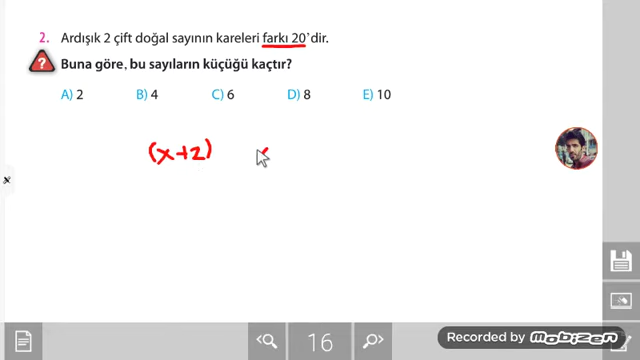 2. Ardışık 2 çift doğal sayının kareleri farkı 20'dir.
? Buna göre, bu sayıların küçüğü kaçtır?
A) 2 B) 4 C) 6 D) 8 E) 10
(x+2)
16
Recorded by mobizen